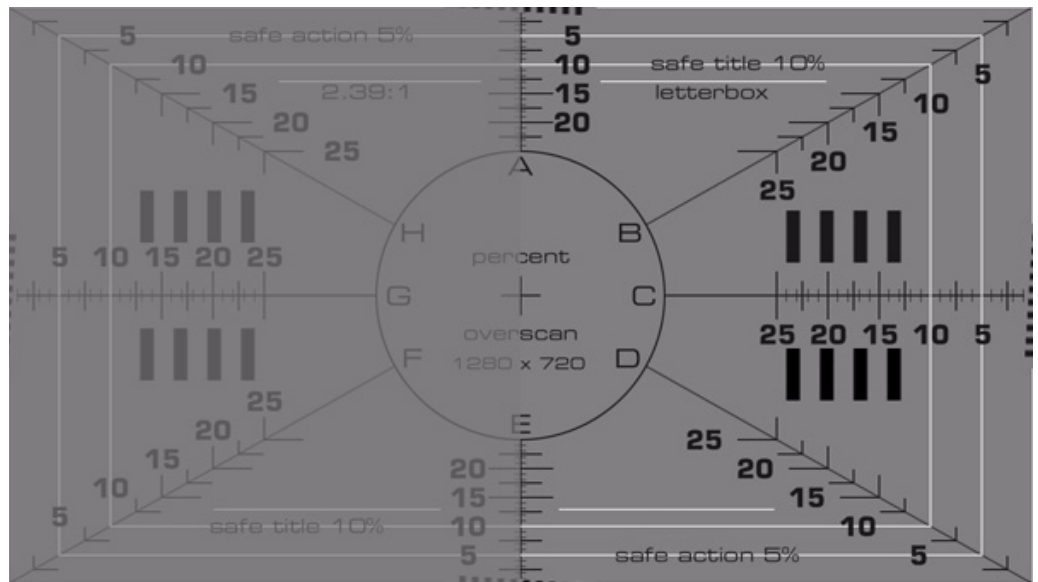 5 safe action 5% 5
10 10 safe title 10% 5
15 2.39:1 15 letterbox 10
20 20 15
25 20
A 25
H B
percent
5 10 15 20 25
G C
overscan 25 20 15 10 5
F 1280 x 720 D
25
20 E 25
15 20 20
10 15 15
5 safe title 10% 10 10
5 safe action 5% 5